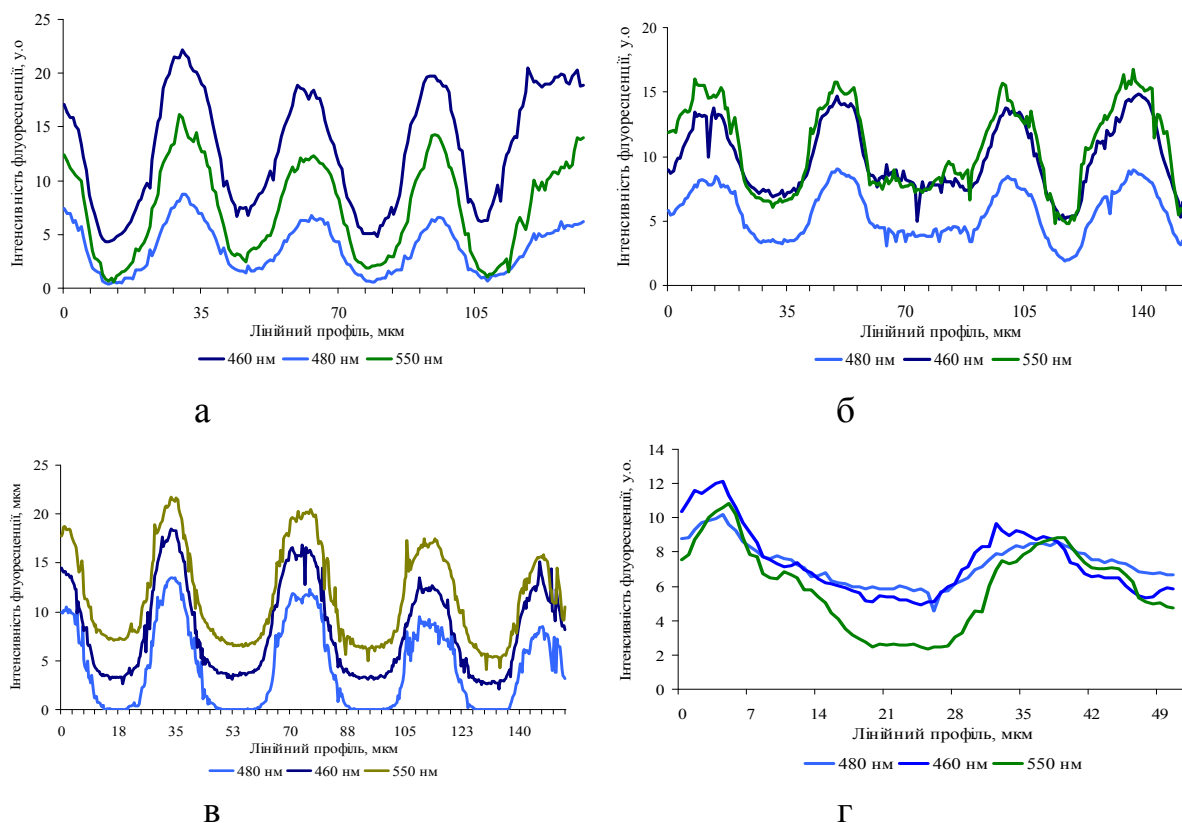 Інтенсивність флуоресценції, у.о
25
20
15
10
5
0
0 35 70 105
Лінійний профіль, мкм
460 нм 480 нм 550 нм
а
Інтенсивність флуоресценції, у.о
20
15
10
5
0
0 35 74 105 140
Лінійний профіль, мкм
480 нм 460 нм 550 нм
б
Інтенсивність флуоресценції, мкм
25
20
15
10
5
0
0 18 35 53 70 88 105 123 140
Лінійний профіль, мкм
480 нм 460 нм 550 нм
в
Інтенсивність флуоресценції, у.о.
14
12
10
8
6
4
2
0
0 7 14 21 28 35 42 49
Лінійний профіль, мкм
480 нм 460 нм 550 нм
г